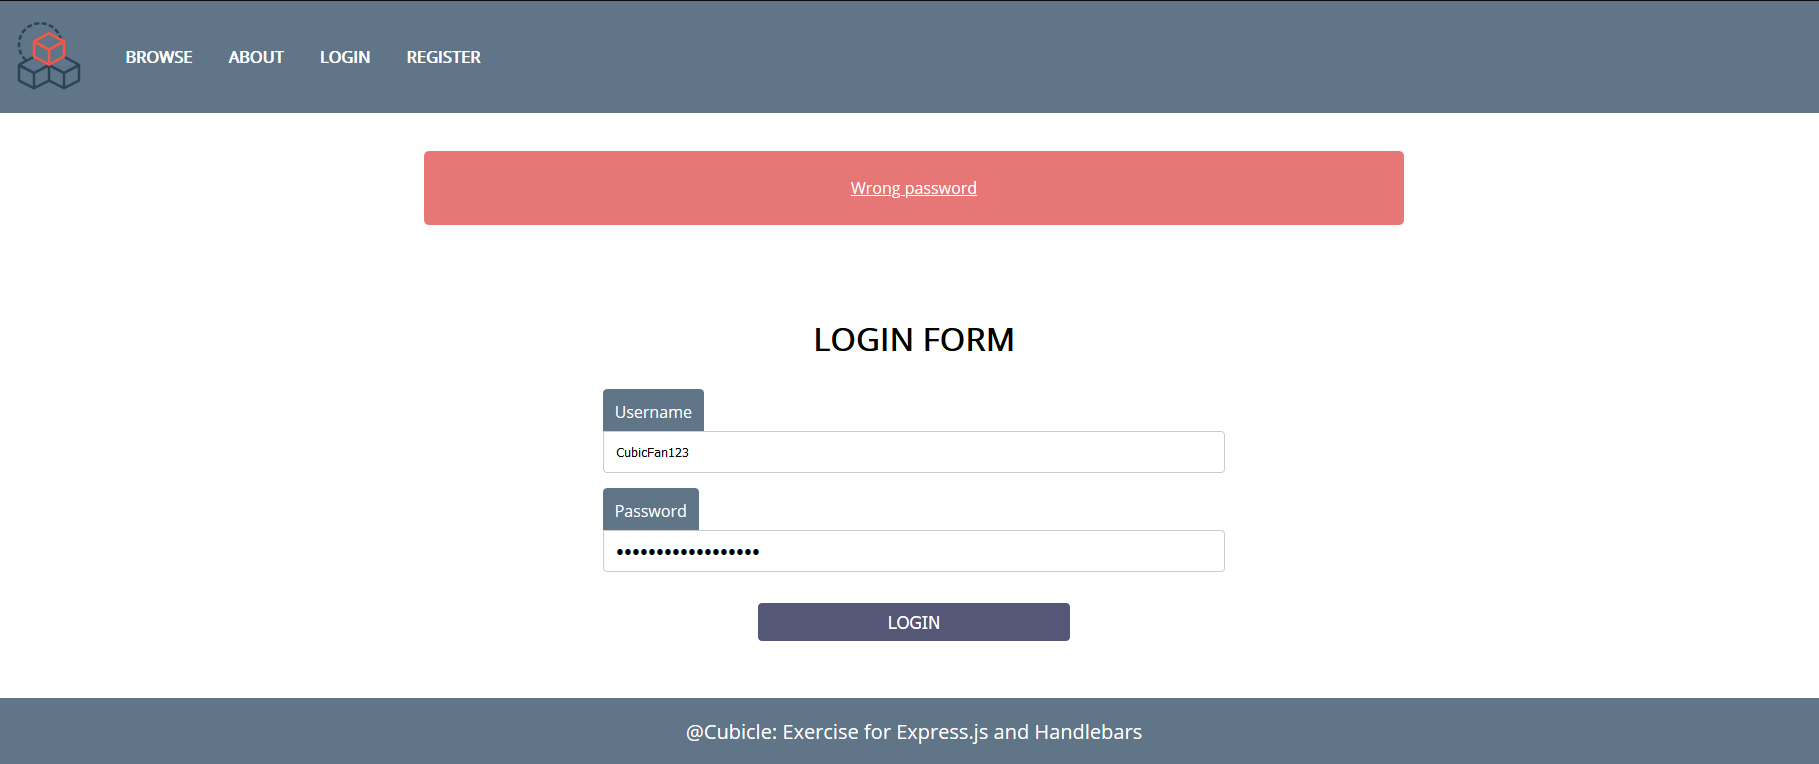 BROWSE ABOUT LOGIN REGISTER
Wrong password
LOGIN FORM
Username
CubicFan123
Password
••••••••••••••••••
LOGIN
@Cubicle: Exercise for Express.js and Handlebars